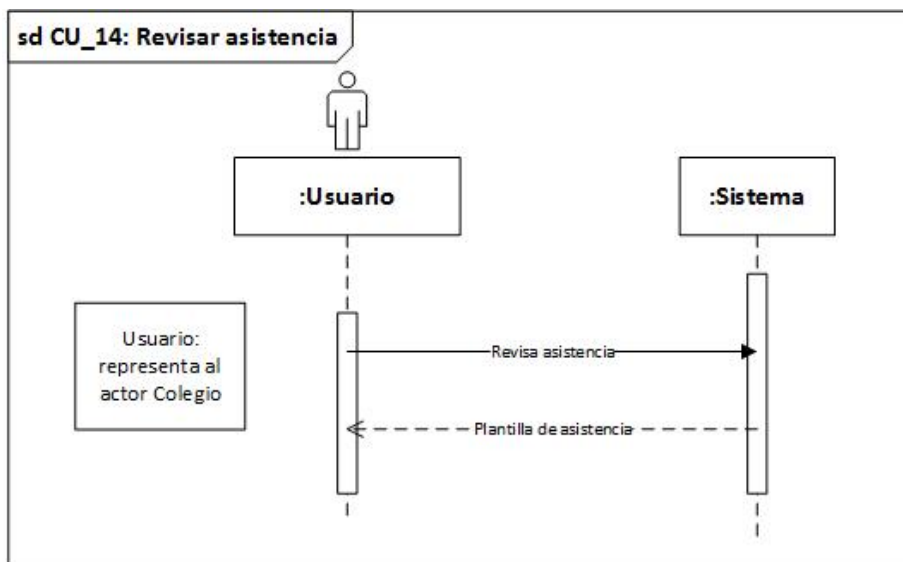 sd CU_14: Revisar asistencia
:Usuario
:Sistema
Usuario:
representa al
actor Colegio
Revisa asistencia
Plantilla de asistencia